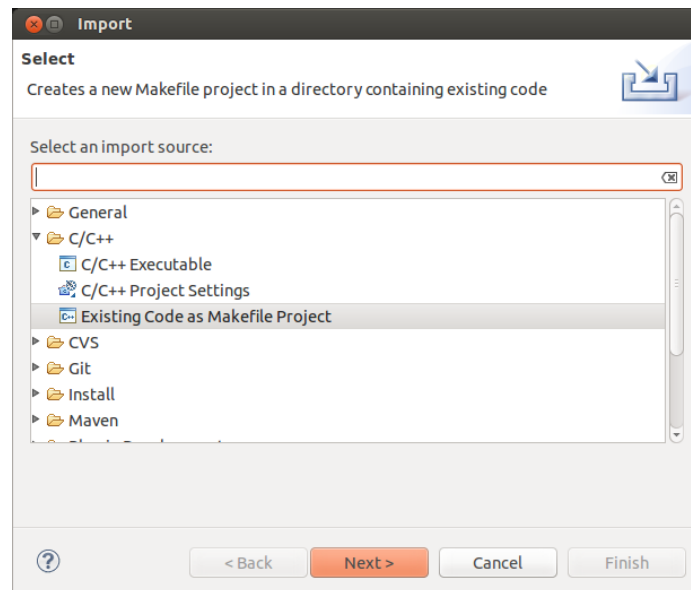 Import
Select
Creates a new Makefile project in a directory containing existing code
Select an import source:
General
C/C++
C/C++ Executable
C/C++ Project Settings
Existing Code as Makefile Project
CVS
Git
Install
Maven
< Back Next > Cancel Finish